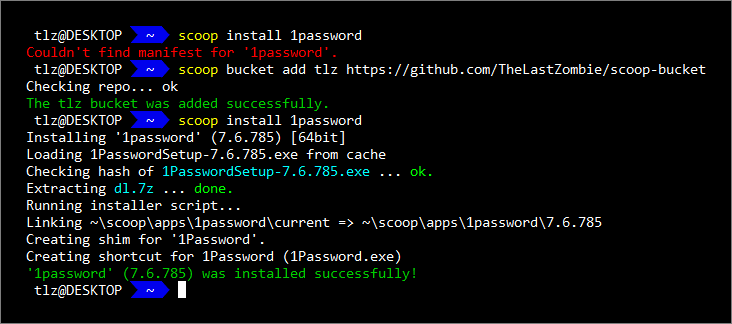 tlz@DESKTOP ~ scoop install 1password
Couldn't find manifest for '1password'.
tlz@DESKTOP ~ scoop bucket add tlz https://github.com/TheLastZombie/scoop-bucket
Checking repo... ok
The tlz bucket was added successfully.
tlz@DESKTOP ~ scoop install 1password
Installing '1password' (7.6.785) [64bit]
Loading 1PasswordSetup-7.6.785.exe from cache
Checking hash of 1PasswordSetup-7.6.785.exe ... ok.
Extracting dl.7z ... done.
Running installer script...
Linking ~\scoop\apps\1password\current => ~\scoop\apps\1password\7.6.785
Creating shim for '1Password'.
Creating shortcut for 1Password (1Password.exe)
'1password' (7.6.785) was installed successfully!
tlz@DESKTOP ~